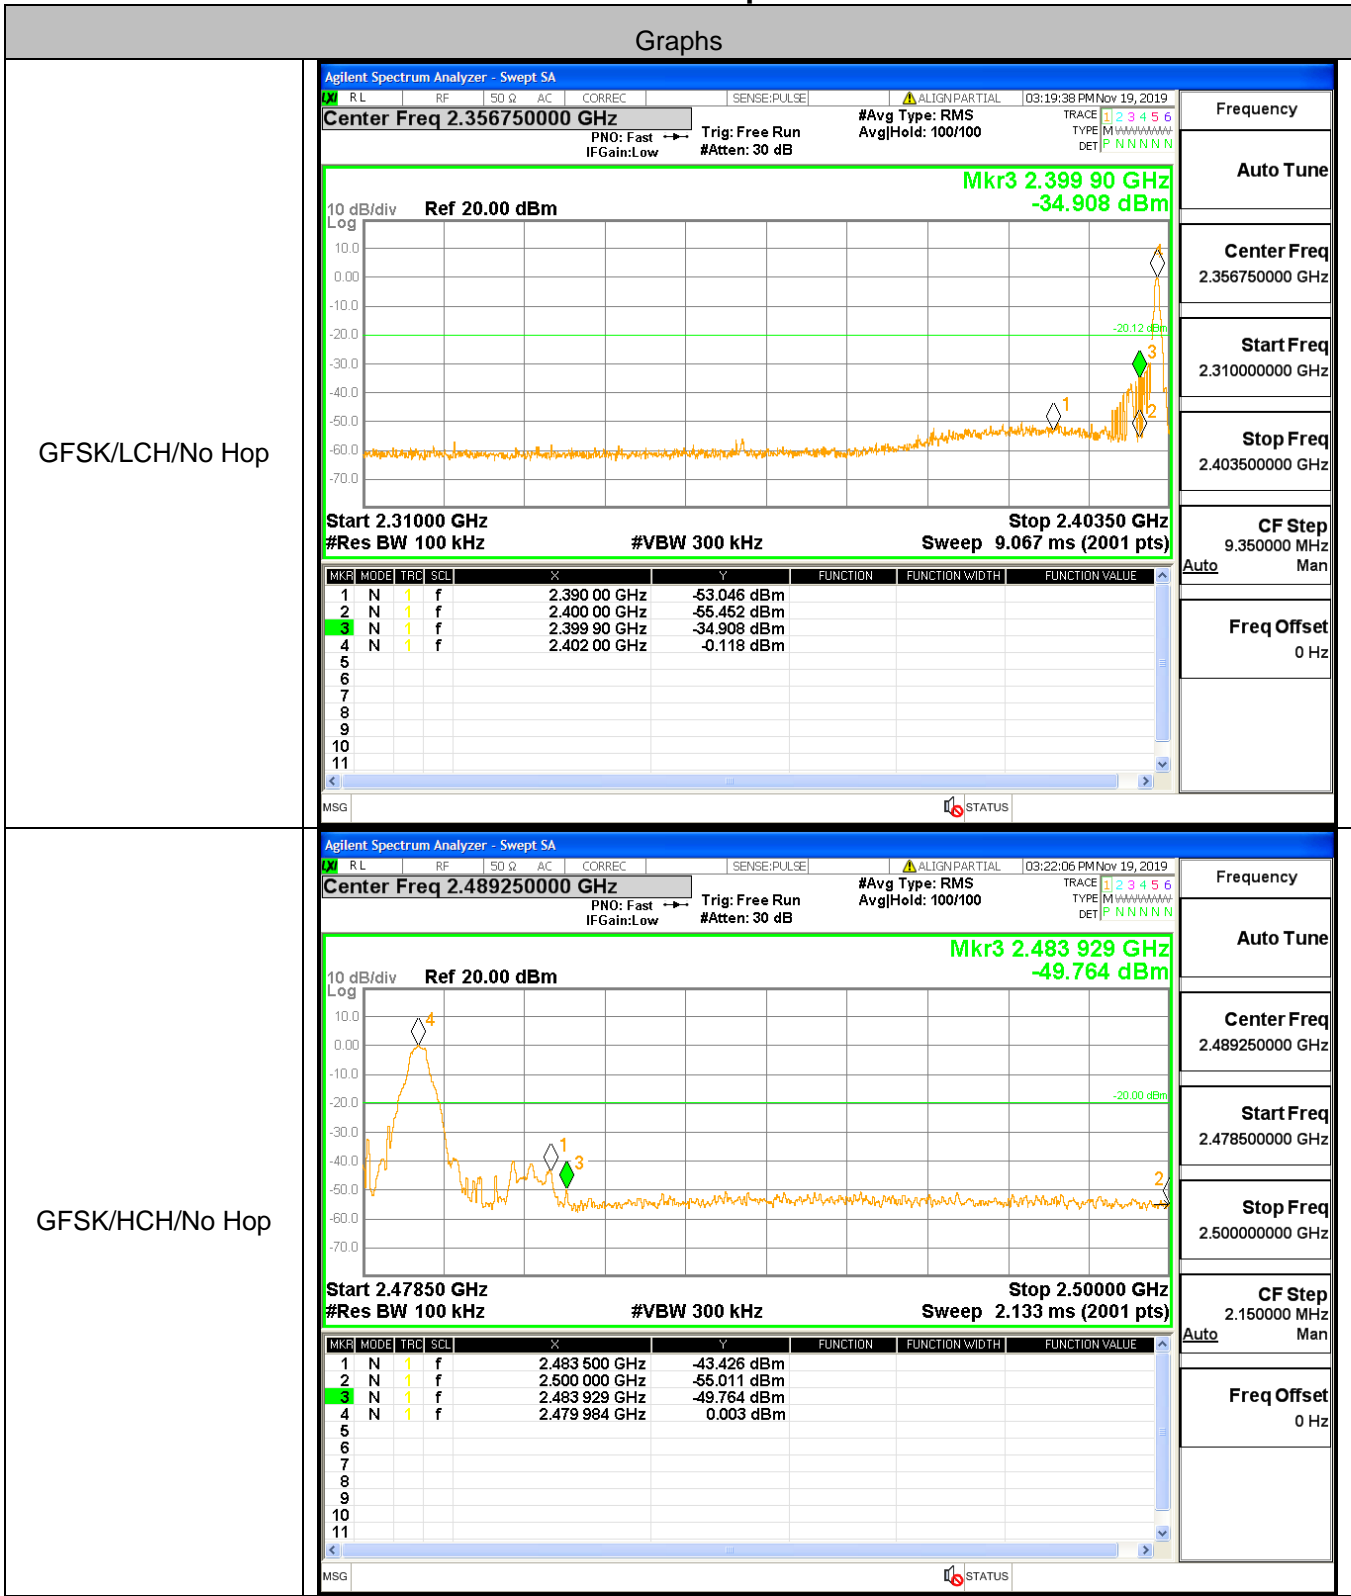 Graphs
GFSK/LCH/No Hop
Agilent Spectrum Analyzer - Swept SA
LXI RL RF 50 Ω AC CORREC SENSE:PULSE ALIGN PARTIAL 03:19:38 PM Nov 19, 2019
Center Freq 2.356750000 GHz #Avg Type: RMS TRACE 1 2 3 4 5 6
PNO: Fast Trig: Free Run Avg|Hold: 100/100 TYPE M
IFGain:Low #Atten: 30 dB DET P N N N N N
Mkr3 2.399 90 GHz
-34.908 dBm
10 dB/div Ref 20.00 dBm
Log
10.0
0.00
-10.0
-20.0
-30.0
-40.0
-50.0
-60.0
-70.0
-20.12 dBm
4
3
1
2
Start 2.31000 GHz Stop 2.40350 GHz
#Res BW 100 kHz #VBW 300 kHz Sweep 9.067 ms (2001 pts)
MKR MODE TRC SCL X Y FUNCTION FUNCTION WIDTH FUNCTION VALUE
1 N 1 f 2.390 00 GHz -53.046 dBm
2 N 1 f 2.400 00 GHz -55.452 dBm
3 N 1 f 2.399 90 GHz -34.908 dBm
4 N 1 f 2.402 00 GHz -0.118 dBm
5
6
7
8
9
10
11
MSG STATUS
Frequency
Auto Tune
Center Freq
2.356750000 GHz
Start Freq
2.310000000 GHz
Stop Freq
2.403500000 GHz
CF Step
9.350000 MHz
Auto Man
Freq Offset
0 Hz
GFSK/HCH/No Hop
Agilent Spectrum Analyzer - Swept SA
LXI RL RF 50 Ω AC CORREC SENSE:PULSE ALIGN PARTIAL 03:22:06 PM Nov 19, 2019
Center Freq 2.489250000 GHz #Avg Type: RMS TRACE 1 2 3 4 5 6
PNO: Fast Trig: Free Run Avg|Hold: 100/100 TYPE M
IFGain:Low #Atten: 30 dB DET P N N N N N
Mkr3 2.483 929 GHz
-49.764 dBm
10 dB/div Ref 20.00 dBm
Log
10.0
0.00
-10.0
-20.0
-30.0
-40.0
-50.0
-60.0
-70.0
-20.00 dBm
4
1
3
2
Start 2.47850 GHz Stop 2.50000 GHz
#Res BW 100 kHz #VBW 300 kHz Sweep 2.133 ms (2001 pts)
MKR MODE TRC SCL X Y FUNCTION FUNCTION WIDTH FUNCTION VALUE
1 N 1 f 2.483 500 GHz -43.426 dBm
2 N 1 f 2.500 000 GHz -55.011 dBm
3 N 1 f 2.483 929 GHz -49.764 dBm
4 N 1 f 2.479 984 GHz 0.003 dBm
5
6
7
8
9
10
11
MSG STATUS
Frequency
Auto Tune
Center Freq
2.489250000 GHz
Start Freq
2.478500000 GHz
Stop Freq
2.500000000 GHz
CF Step
2.150000 MHz
Auto Man
Freq Offset
0 Hz